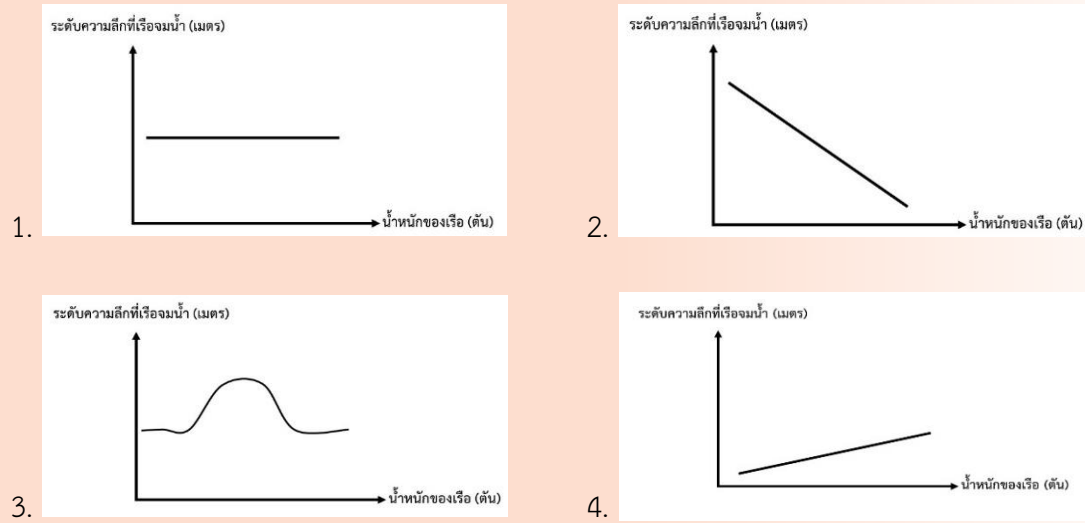 ระดับความลึกที่เรือจมน้ำ (เมตร)
น้ำหนักของเรือ (ตัน)
1.
ระดับความลึกที่เรือจมน้ำ (เมตร)
น้ำหนักของเรือ (ตัน)
2.
ระดับความลึกที่เรือจมน้ำ (เมตร)
น้ำหนักของเรือ (ตัน)
3.
ระดับความลึกที่เรือจมน้ำ (เมตร)
น้ำหนักของเรือ (ตัน)
4.